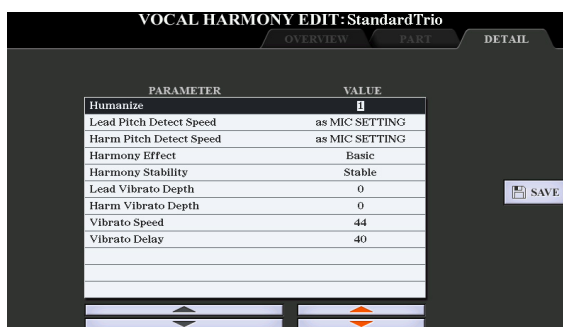 VOCAL HARMONY EDIT: StandardTrio
OVERVIEW PART DETAIL
PARAMETER VALUE
Humanize 1
Lead Pitch Detect Speed as MIC SETTING
Harm Pitch Detect Speed as MIC SETTING
Harmony Effect Basic
Harmony Stability Stable
Lead Vibrato Depth 0
Harm Vibrato Depth 0
SAVE
Vibrato Speed 44
Vibrato Delay 40